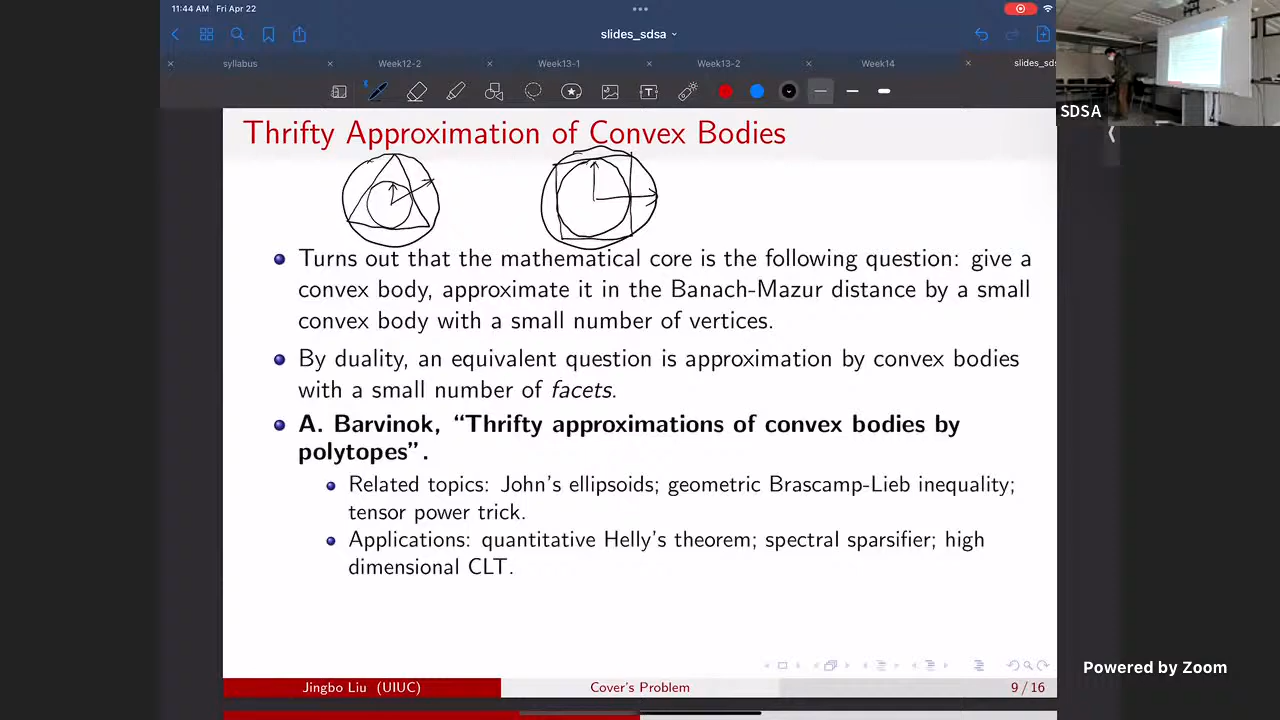 11:44 AM Fri Apr 22
slides_sdsa
syllabus
Week12-2
Week13-1
Week13-2
Week14
slides_sds
SDSA
Thrifty Approximation of Convex Bodies
Turns out that the mathematical core is the following question: give a
convex body, approximate it in the Banach-Mazur distance by a small
convex body with a small number of vertices.
By duality, an equivalent question is approximation by convex bodies
with a small number of facets.
A. Barvinok, “Thrifty approximations of convex bodies by
polytopes”.
Related topics: John's ellipsoids; geometric Brascamp-Lieb inequality;
tensor power trick.
Applications: quantitative Helly's theorem; spectral sparsifier; high
dimensional CLT.
Jingbo Liu (UIUC)
Cover's Problem
9 / 16
Powered by Zoom